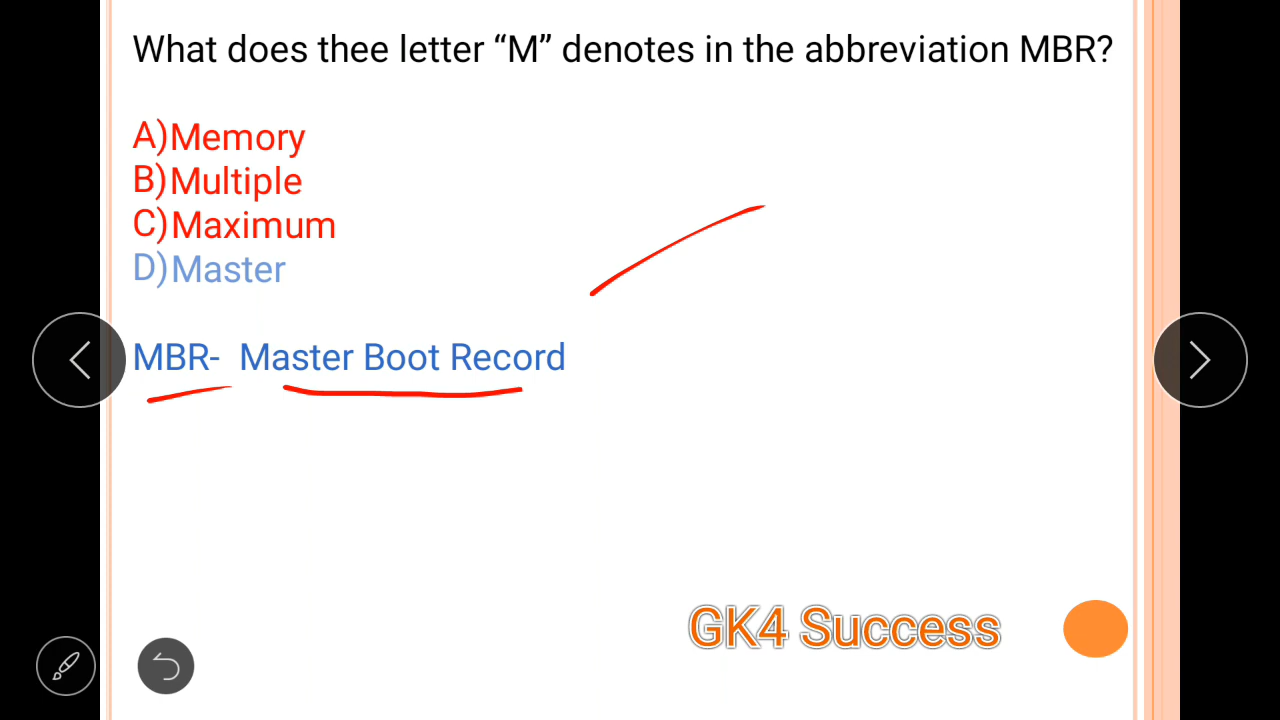 What does thee letter “M” denotes in the abbreviation MBR?
A)Memory
B)Multiple
C)Maximum
D)Master
MBR- Master Boot Record
GK4 Success